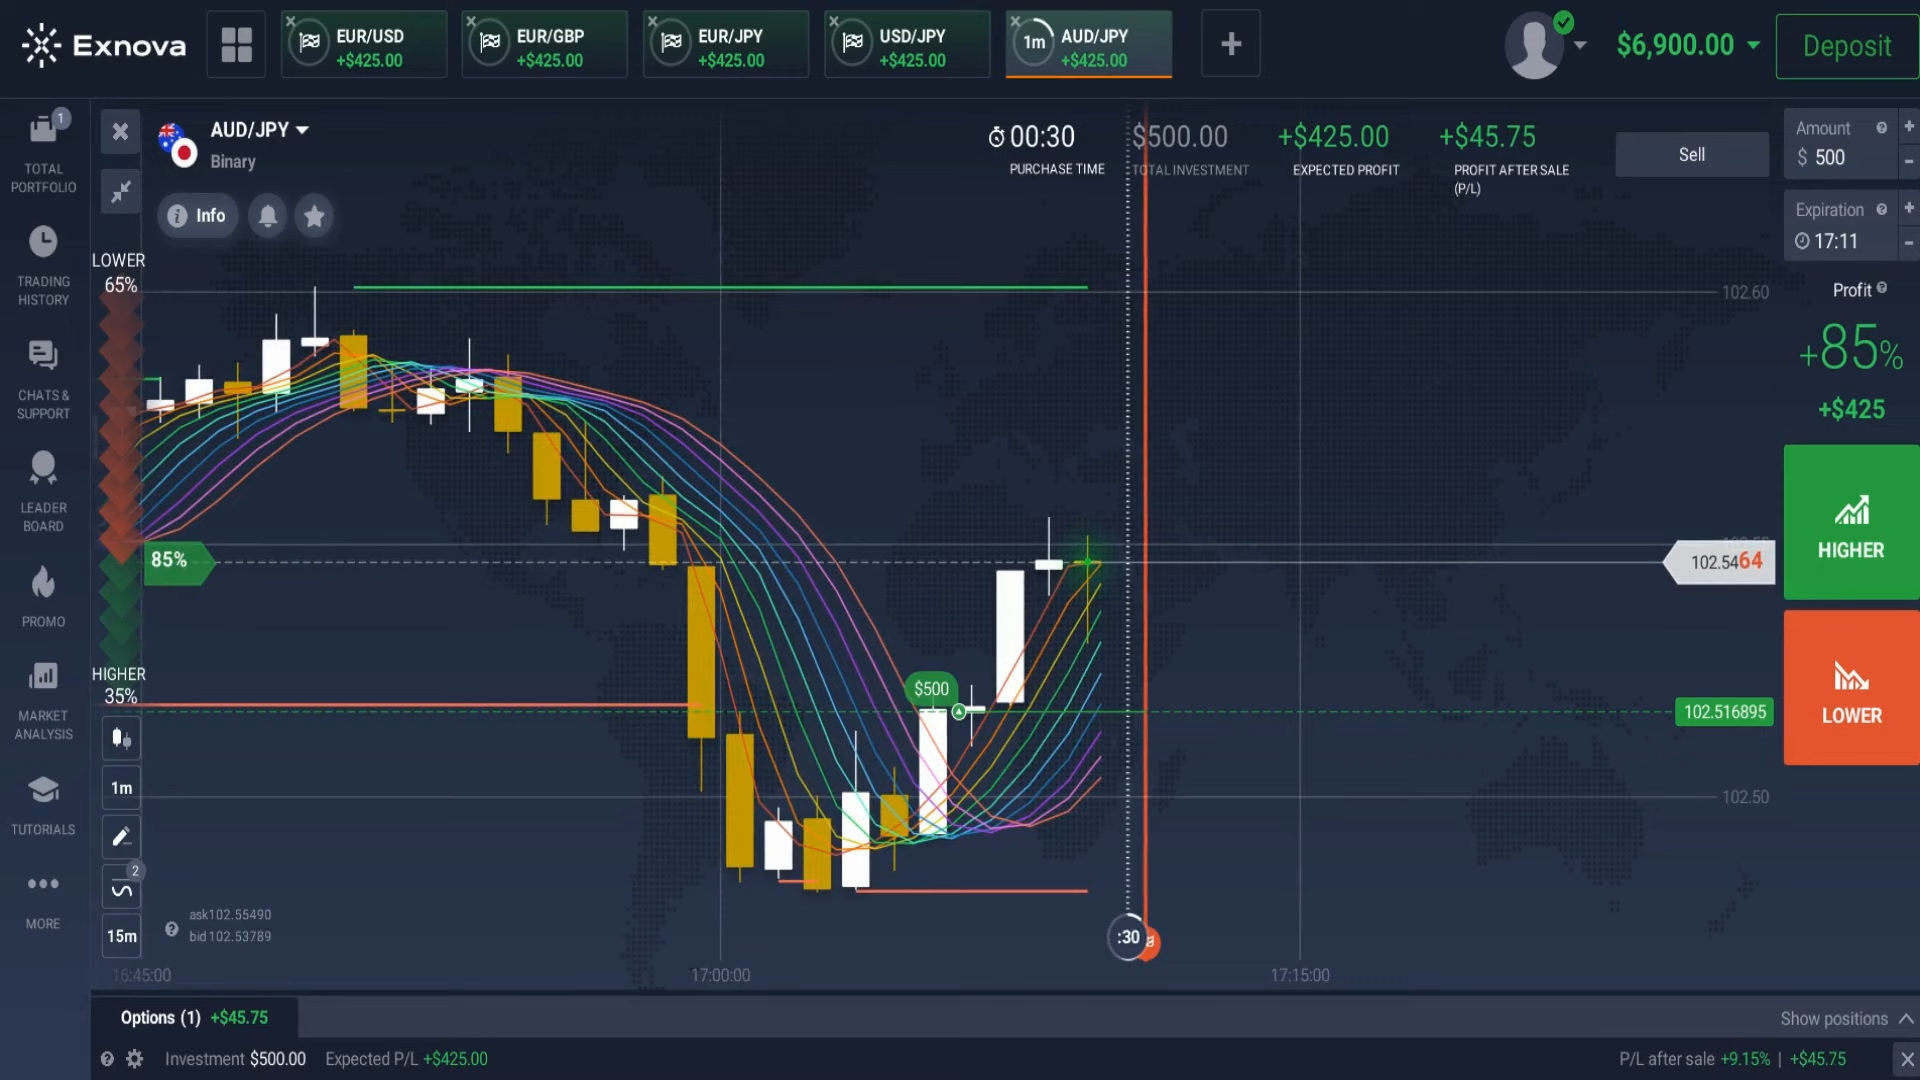 Exnova
EUR/USD
+$425.00
EUR/GBP
+$425.00
EUR/JPY
+$425.00
USD/JPY
+$425.00
1m
AUD/JPY
+$425.00
$6,900.00
Deposit
1
TOTAL
PORTFOLIO
TRADING
HISTORY
CHATS &
SUPPORT
LEADER
BOARD
PROMO
MARKET
ANALYSIS
TUTORIALS
MORE
AUD/JPY
Binary
Info
00:30
PURCHASE TIME
$500.00
TOTAL INVESTMENT
+$425.00
EXPECTED PROFIT
+$45.75
PROFIT AFTER SALE
(P/L)
Sell
Amount
$ 500
Expiration
17:11
Profit
+85%
+$425
HIGHER
LOWER
LOWER
65%
85%
HIGHER
35%
1m
2
15m
$500
102.60
102.5464
102.516895
102.50
ask102.55490
bid102.53789
:30
16:45:00
17:00:00
17:15:00
Options (1) +$45.75
Show positions
Investment $500.00 Expected P/L +$425.00
P/L after sale +9.15% | +$45.75